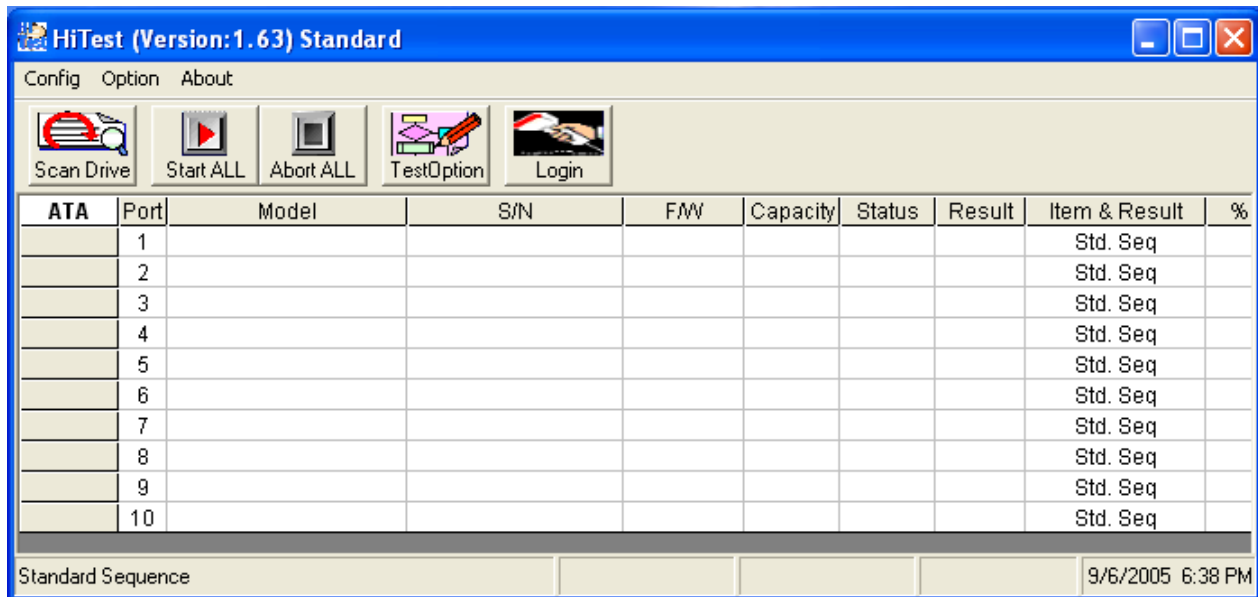 HiTest (Version:1.63) Standard
Config Option About
Scan Drive Start ALL Abort ALL TestOption Login
ATA Port Model S/N F/W Capacity Status Result Item & Result %
1 Std. Seq
2 Std. Seq
3 Std. Seq
4 Std. Seq
5 Std. Seq
6 Std. Seq
7 Std. Seq
8 Std. Seq
9 Std. Seq
10 Std. Seq
Standard Sequence 9/6/2005 6:38 PM